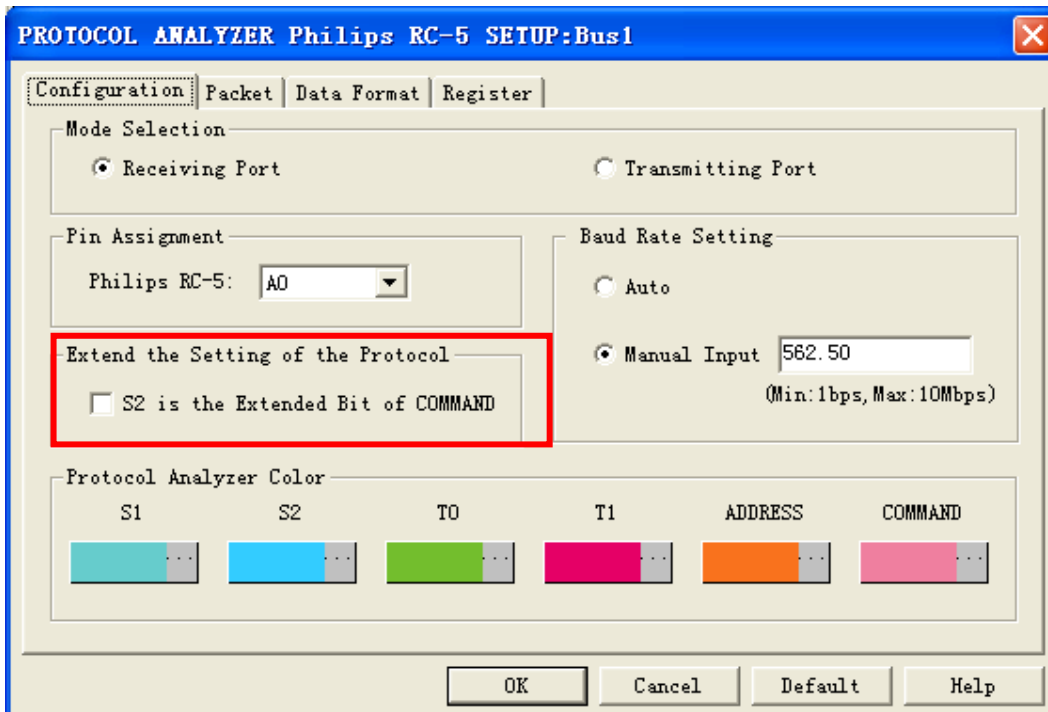 PROTOCOL ANALYZER Philips RC-5 SETUP:Bus1
Configuration Packet Data Format Register
Mode Selection
Receiving Port Transmitting Port
Pin Assignment
Philips RC-5: A0
Baud Rate Setting
Auto
Manual Input 562.50
(Min:1bps,Max:10Mbps)
Extend the Setting of the Protocol
S2 is the Extended Bit of COMMAND
Protocol Analyzer Color
S1 S2 T0 T1 ADDRESS COMMAND
... ... ... ... ... ...
OK Cancel Default Help